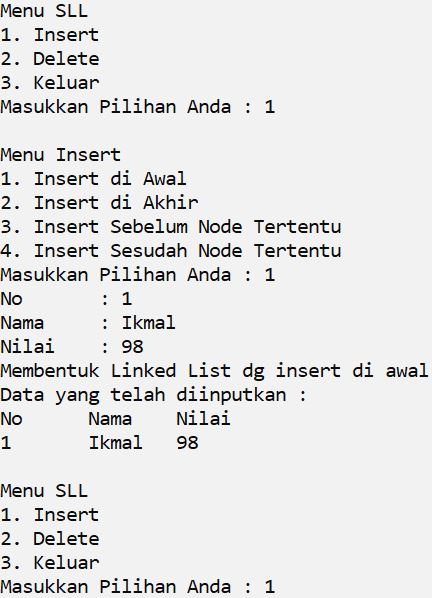 Menu SLL
1. Insert
2. Delete
3. Keluar
Masukkan Pilihan Anda : 1

Menu Insert
1. Insert di Awal
2. Insert di Akhir
3. Insert Sebelum Node Tertentu
4. Insert Sesudah Node Tertentu
Masukkan Pilihan Anda : 1
No       : 1
Nama     : Ikmal
Nilai    : 98
Membentuk Linked List dg insert di awal
Data yang telah diinputkan :
No      Nama    Nilai
1       Ikmal   98

Menu SLL
1. Insert
2. Delete
3. Keluar
Masukkan Pilihan Anda : 1